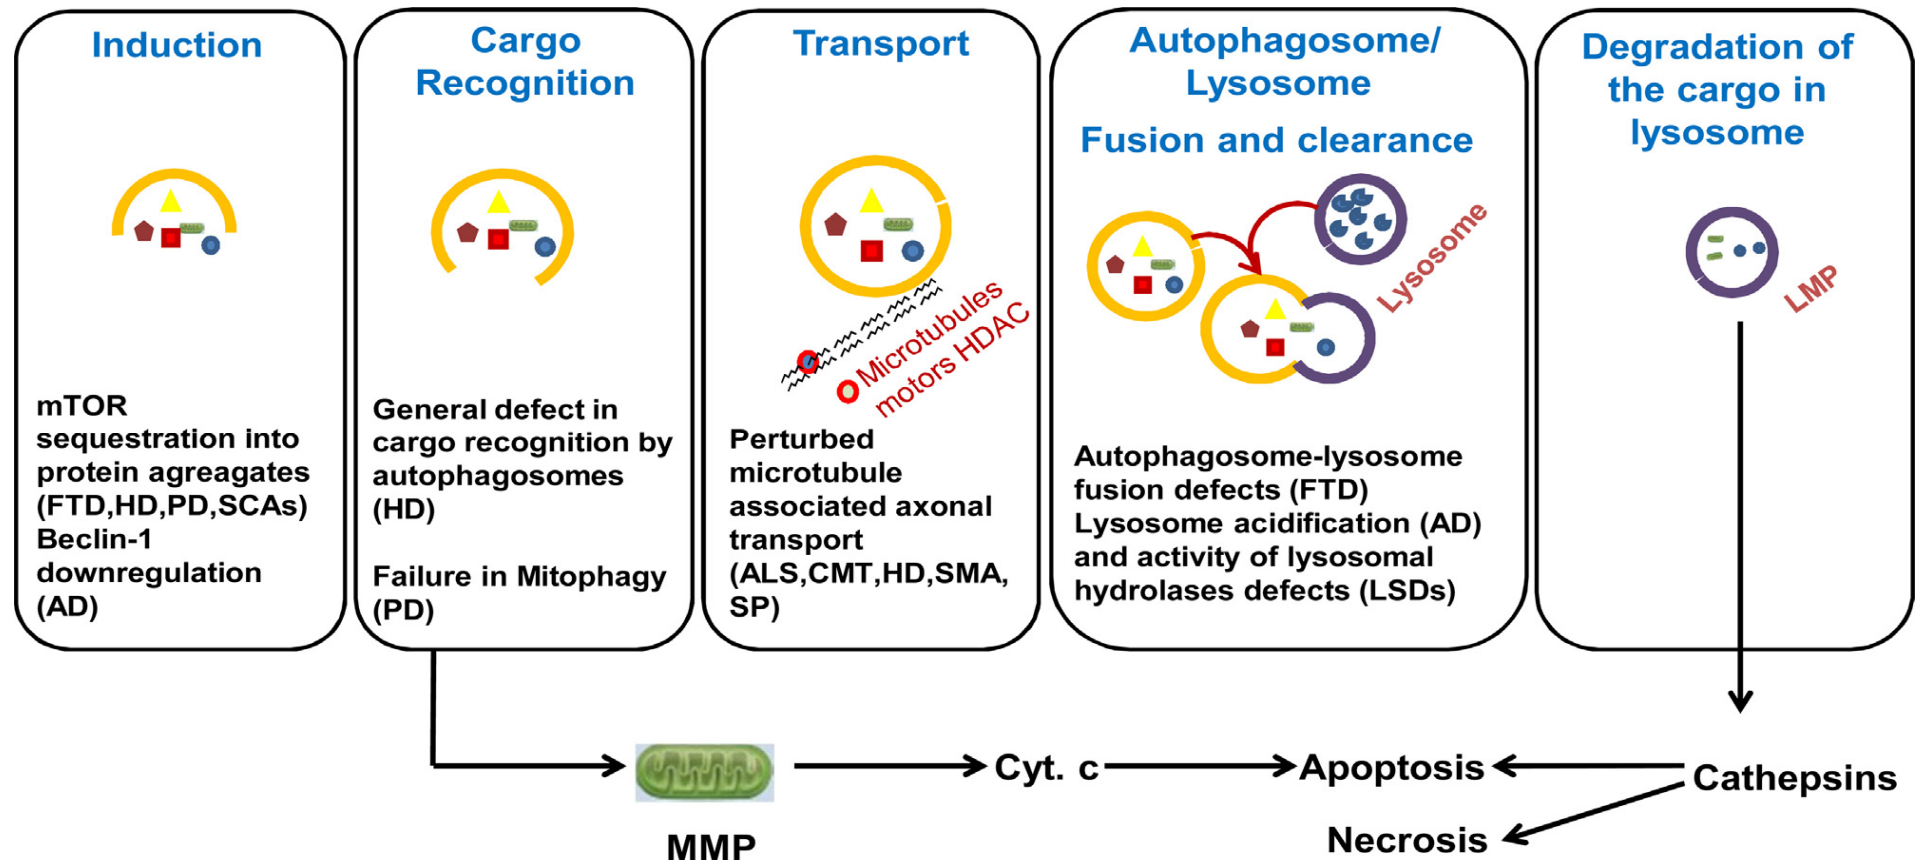 Induction
mTOR
sequestration into
protein agreagates
(FTD,HD,PD,SCAs)
Beclin-1
downregulation
(AD)
Cargo
Recognition
General defect in
cargo recognition by
autophagosomes
(HD)
Failure in Mitophagy
(PD)
Transport
Microtubules
motors HDAC
Perturbed
microtubule
associated axonal
transport
(ALS,CMT,HD,SMA,
SP)
Autophagosome/
Lysosome
Fusion and clearance
Lysosome
Autophagosome-lysosome
fusion defects (FTD)
Lysosome acidification (AD)
and activity of lysosomal
hydrolases defects (LSDs)
Degradation of
the cargo in
lysosome
LMP
MMP
Cyt. c
Apoptosis
Cathepsins
Necrosis